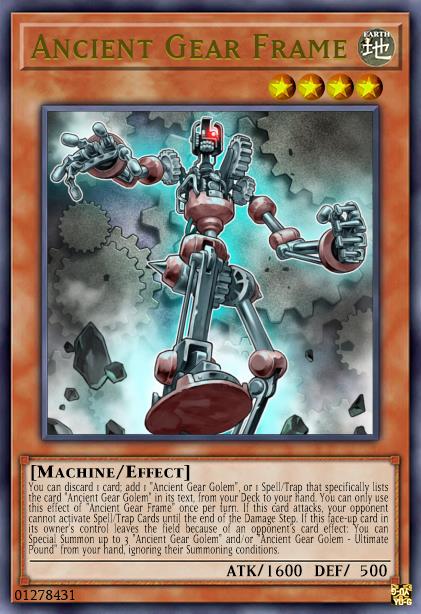 ANCIENT GEAR FRAME
EARTH
地
[MACHINE/EFFECT]
You can discard 1 card; add 1 "Ancient Gear Golem", or 1 Spell/Trap that specifically lists
the card "Ancient Gear Golem" in its text, from your Deck to your hand. You can only use
this effect of "Ancient Gear Frame" once per turn. If this card attacks, your opponent
cannot activate Spell/Trap Cards until the end of the Damage Step. If this face-up card in
its owner's control leaves the field because of an opponent's card effect: You can
Special Summon up to 3 "Ancient Gear Golem" and/or "Ancient Gear Golem - Ultimate
Pound" from your hand, ignoring their Summoning conditions.
ATK/1600 DEF/ 500
01278431